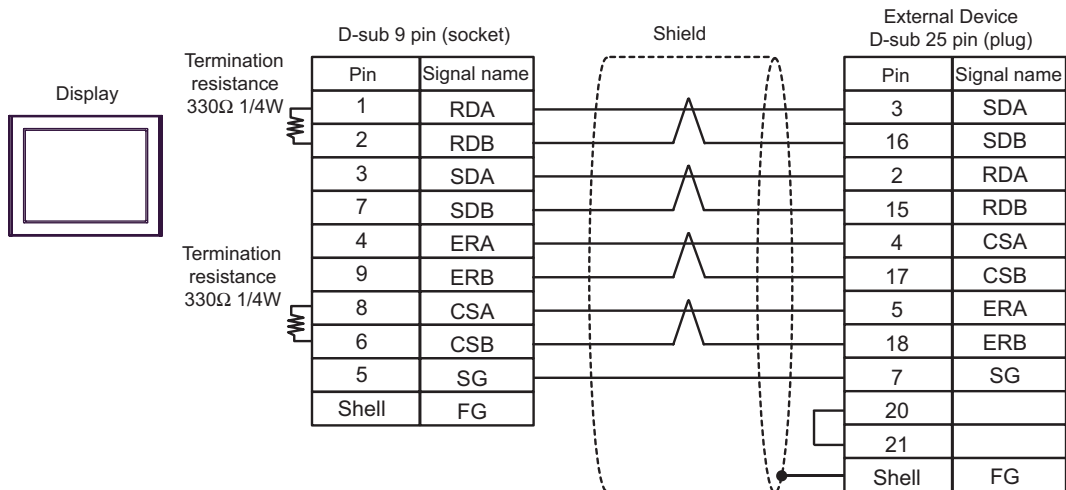 Display
Termination
resistance
330Ω 1/4W
Termination
resistance
330Ω 1/4W
D-sub 9 pin (socket)
Pin Signal name
1 RDA
2 RDB
3 SDA
7 SDB
4 ERA
9 ERB
8 CSA
6 CSB
5 SG
Shell FG
Shield
External Device
D-sub 25 pin (plug)
Pin Signal name
3 SDA
16 SDB
2 RDA
15 RDB
4 CSA
17 CSB
5 ERA
18 ERB
7 SG
20
21
Shell FG